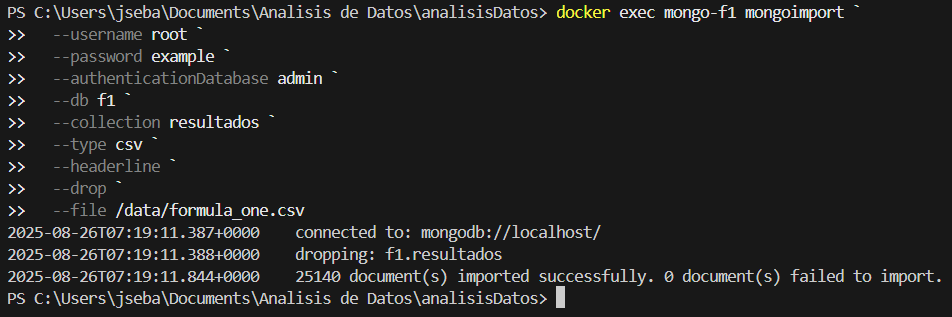 PS C:\Users\jseba\Documents\Analisis de Datos\analisisDatos> docker exec mongo-f1 mongoimport `
>>   --username root `
>>   --password example `
>>   --authenticationDatabase admin `
>>   --db f1 `
>>   --collection resultados `
>>   --type csv `
>>   --headerline `
>>   --drop `
>>   --file /data/formula_one.csv
2025-08-26T07:19:11.387+0000    connected to: mongodb://localhost/
2025-08-26T07:19:11.388+0000    dropping: f1.resultados
2025-08-26T07:19:11.844+0000    25140 document(s) imported successfully. 0 document(s) failed to import.
PS C:\Users\jseba\Documents\Analisis de Datos\analisisDatos>